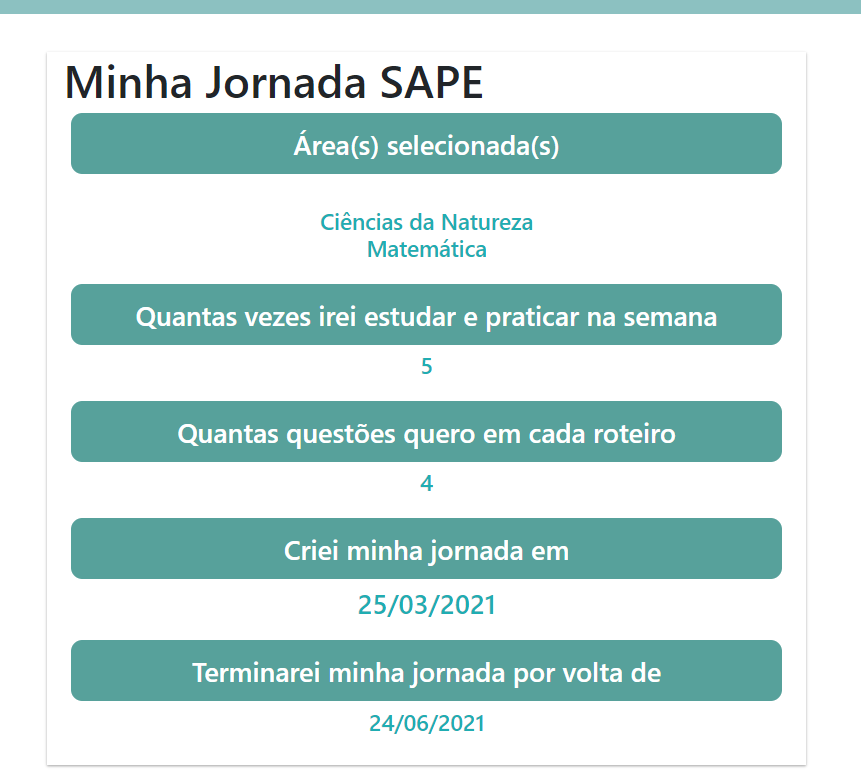 Minha Jornada SAPE
Área(s) selecionada(s)
Ciências da Natureza
Matemática
Quantas vezes irei estudar e praticar na semana
5
Quantas questões quero em cada roteiro
4
Criei minha jornada em
25/03/2021
Terminarei minha jornada por volta de
24/06/2021